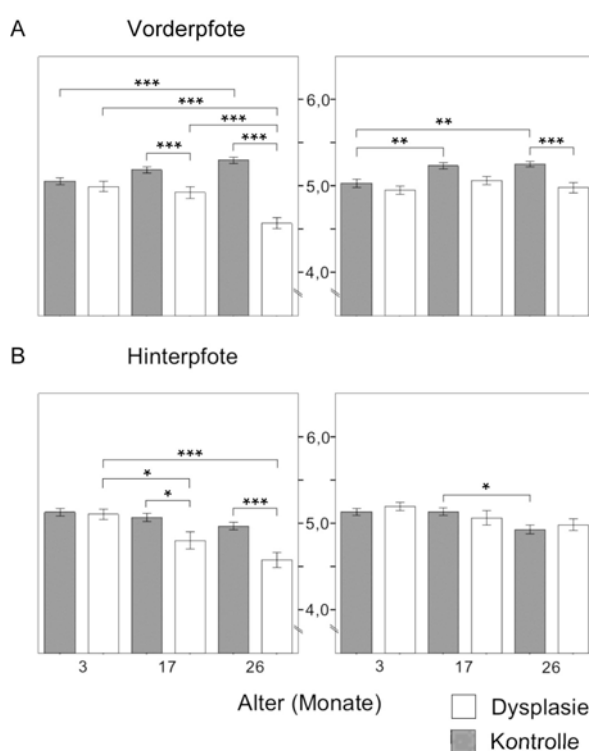 A Vorderpfote
*** ** 
*** **
*** ***
*** ***
6,0
5,0
4,0
B Hinterpfote
***
* *
* ***
6,0
5,0
4,0
3 17 26 3 17 26
Alter (Monate)
Dysplasie
Kontrolle